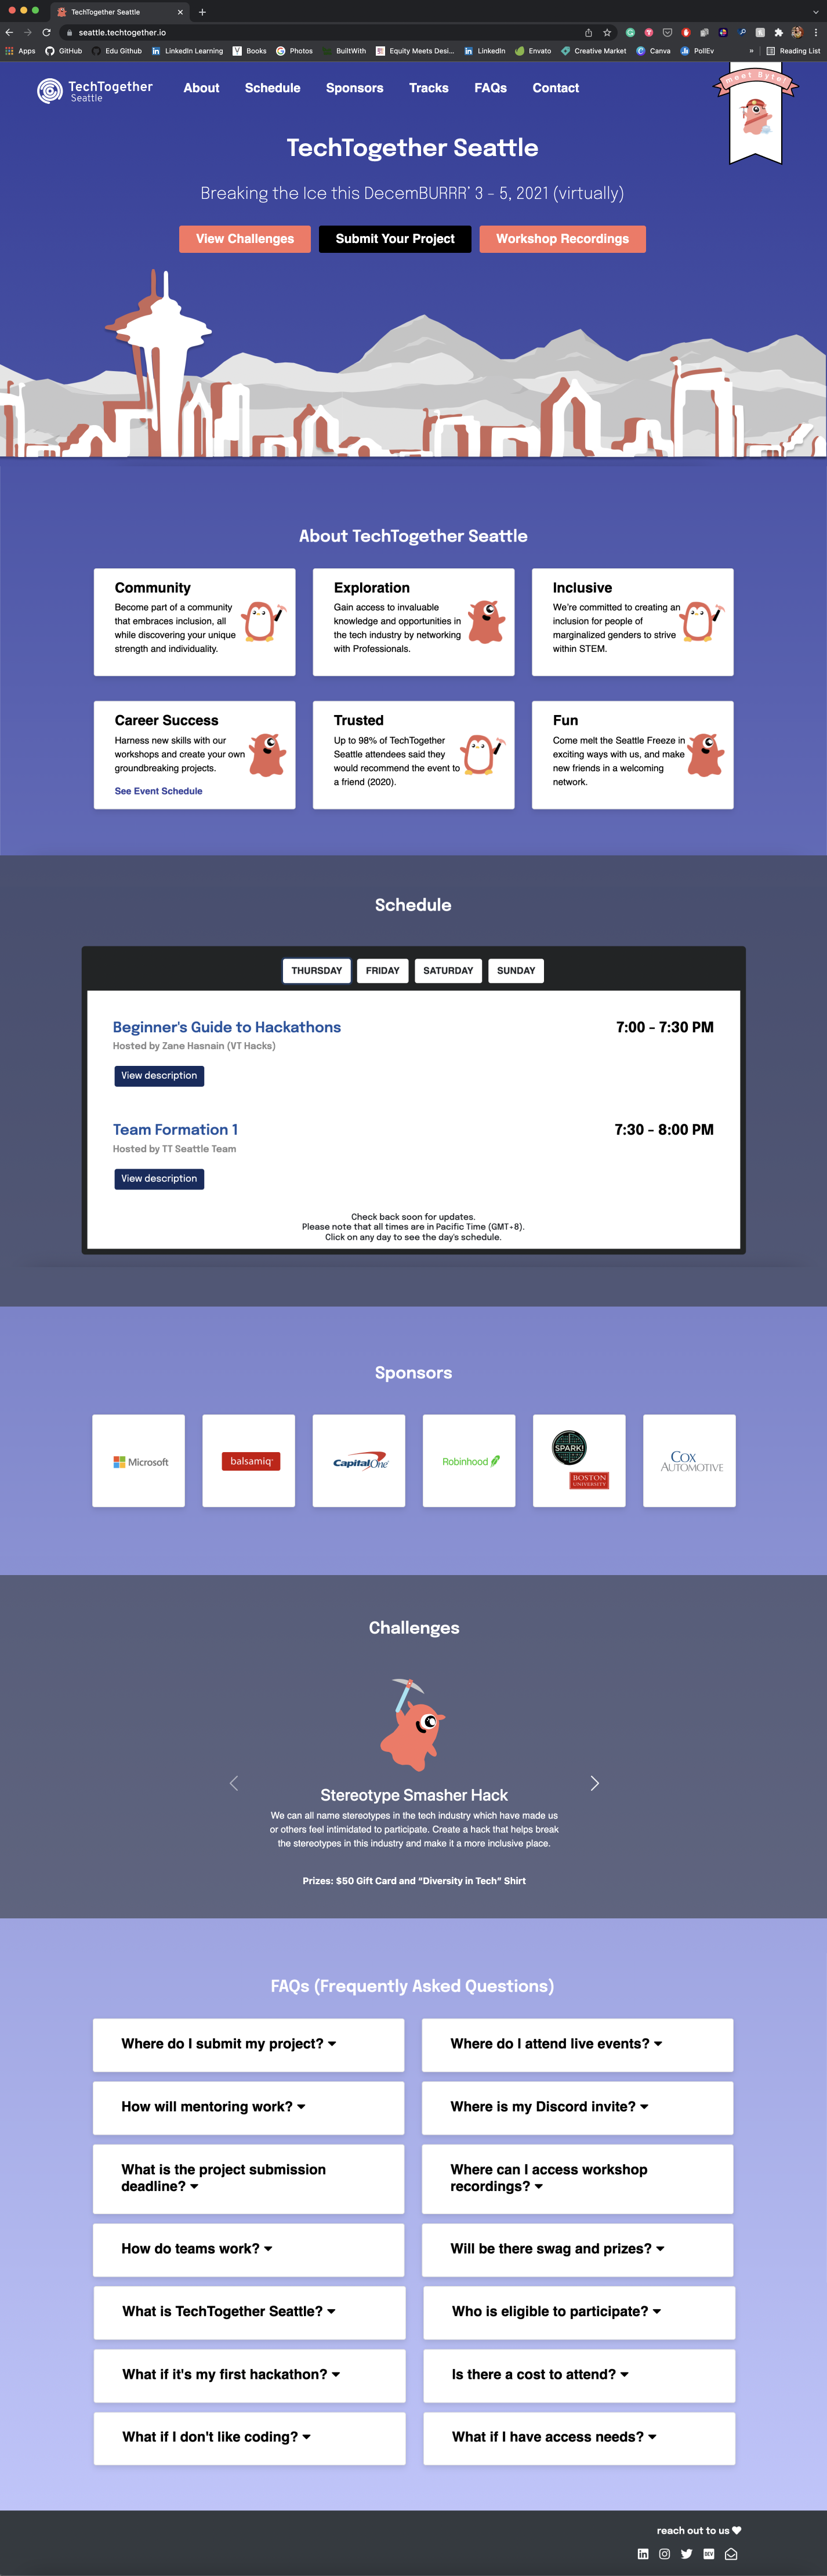 TechTogether Seattle
seattle.techtogether.io
Apps GitHub Edu Github LinkedIn Learning Books Photos BuiltWith Equity Meets Desi... LinkedIn Envato Creative Market Canva PollEv » Reading List
TechTogether
Seattle
About Schedule Sponsors Tracks FAQs Contact
meet Byte!
TechTogether Seattle
Breaking the Ice this DecemBURRR’ 3 - 5, 2021 (virtually)
View Challenges Submit Your Project Workshop Recordings
About TechTogether Seattle
Community
Become part of a community
that embraces inclusion, all
while discovering your unique
strength and individuality.
Exploration
Gain access to invaluable
knowledge and opportunities in
the tech industry by networking
with Professionals.
Inclusive
We’re committed to creating an
inclusion for people of
marginalized genders to strive
within STEM.
Career Success
Harness new skills with our
workshops and create your own
groundbreaking projects.
See Event Schedule
Trusted
Up to 98% of TechTogether
Seattle attendees said they
would recommend the event to
a friend (2020).
Fun
Come melt the Seattle Freeze in
exciting ways with us, and make
new friends in a welcoming
network.
Schedule
THURSDAY FRIDAY SATURDAY SUNDAY
Beginner's Guide to Hackathons 7:00 - 7:30 PM
Hosted by Zane Hasnain (VT Hacks)
View description
Team Formation 1 7:30 - 8:00 PM
Hosted by TT Seattle Team
View description
Check back soon for updates.
Please note that all times are in Pacific Time (GMT+8).
Click on any day to see the day's schedule.
Sponsors
Microsoft
balsamiq
Capital One
Robinhood
SPARK!
BOSTON
UNIVERSITY
COX
AUTOMOTIVE
Challenges
Stereotype Smasher Hack
We can all name stereotypes in the tech industry which have made us
or others feel intimidated to participate. Create a hack that helps break
the stereotypes in this industry and make it a more inclusive place.
Prizes: $50 Gift Card and “Diversity in Tech” Shirt
FAQs (Frequently Asked Questions)
Where do I submit my project?
Where do I attend live events?
How will mentoring work?
Where is my Discord invite?
What is the project submission
deadline?
Where can I access workshop
recordings?
How do teams work?
Will be there swag and prizes?
What is TechTogether Seattle?
Who is eligible to participate?
What if it's my first hackathon?
Is there a cost to attend?
What if I don't like coding?
What if I have access needs?
reach out to us
DEV